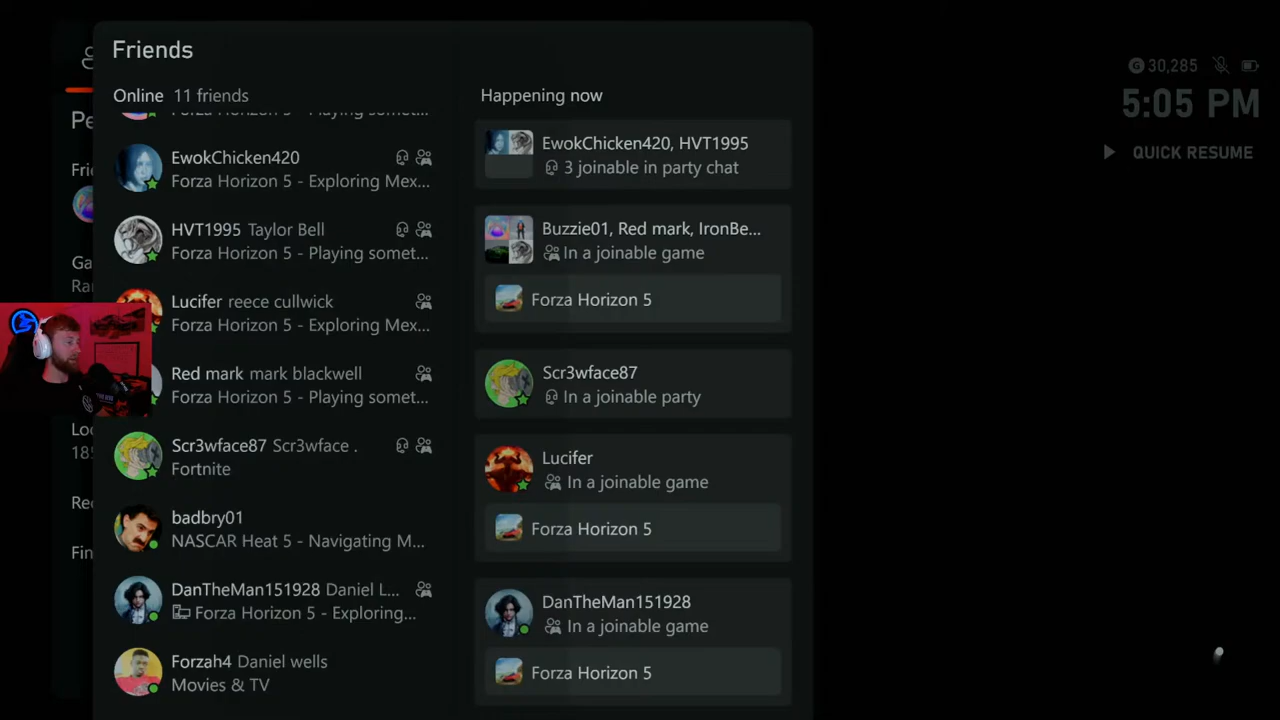 Friends
Online 11 friends
Forza Horizon 5 - Playing somet...
EwokChicken420
Forza Horizon 5 - Exploring Mex...
HVT1995 Taylor Bell
Forza Horizon 5 - Playing somet...
Lucifer reece cullwick
Forza Horizon 5 - Exploring Mex...
Red mark mark blackwell
Forza Horizon 5 - Playing somet...
Scr3wface87 Scr3wface .
Fortnite
badbry01
NASCAR Heat 5 - Navigating M...
DanTheMan151928 Daniel L...
Forza Horizon 5 - Exploring...
Forzah4 Daniel wells
Movies & TV
Happening now
EwokChicken420, HVT1995
3 joinable in party chat
Buzzie01, Red mark, IronBe...
In a joinable game
Forza Horizon 5
Scr3wface87
In a joinable party
Lucifer
In a joinable game
Forza Horizon 5
DanTheMan151928
In a joinable game
Forza Horizon 5
G 30,285
5:05 PM
QUICK RESUME